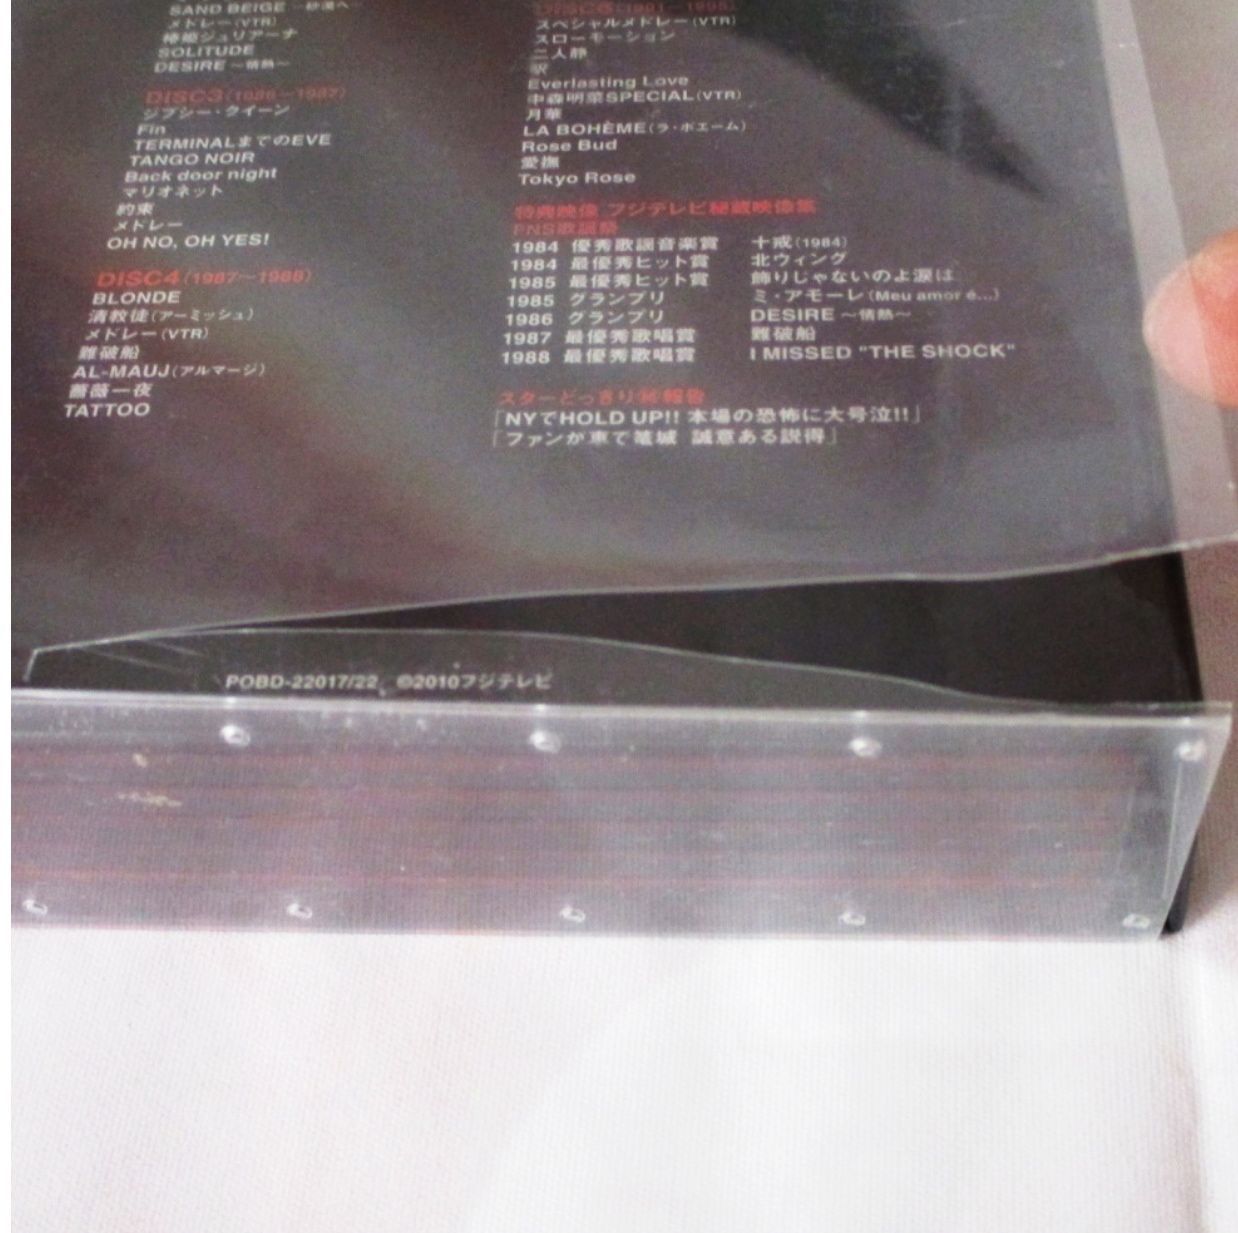 SAND BEIGE －砂漠へ－
メドレー(VTR)
椿姫ジュリアーナ
SOLITUDE
DESIRE ～情熱～
DISC3(1986～1987)
ジプシー・クイーン
Fin
TERMINALまでのEVE
TANGO NOIR
Back door night
マリオネット
約束
メドレー
OH NO, OH YES!
DISC4(1987～1988)
BLONDE
清教徒(アーミッシュ)
メドレー(VTR)
難破船
AL-MAUJ(アルマージ)
薔薇一夜
TATTOO
(1991～1995)
スペシャルメドレー(VTR)
スローモーション
二人静
駅
Everlasting Love
中森明菜SPECIAL(VTR)
月華
LA BOHÈME(ラ・ボエーム)
Rose Bud
愛撫
Tokyo Rose
特典映像 フジテレビ秘蔵映像集
FNS歌謡祭
1984 優秀歌謡音楽賞 十戒(1984)
1984 最優秀ヒット賞 北ウィング
1985 最優秀ヒット賞 飾りじゃないのよ涙は
1985 グランプリ ミ・アモーレ(Meu amor é...)
1986 グランプリ DESIRE ～情熱～
1987 最優秀歌唱賞 難破船
1988 最優秀歌唱賞 I MISSED "THE SHOCK"
スターどっきり㊙報告
「NYでHOLD UP!! 本場の恐怖に大号泣!!」
「ファンが車で篭城 誠意ある説得」
POBD-22017/22 ©2010フジテレビ